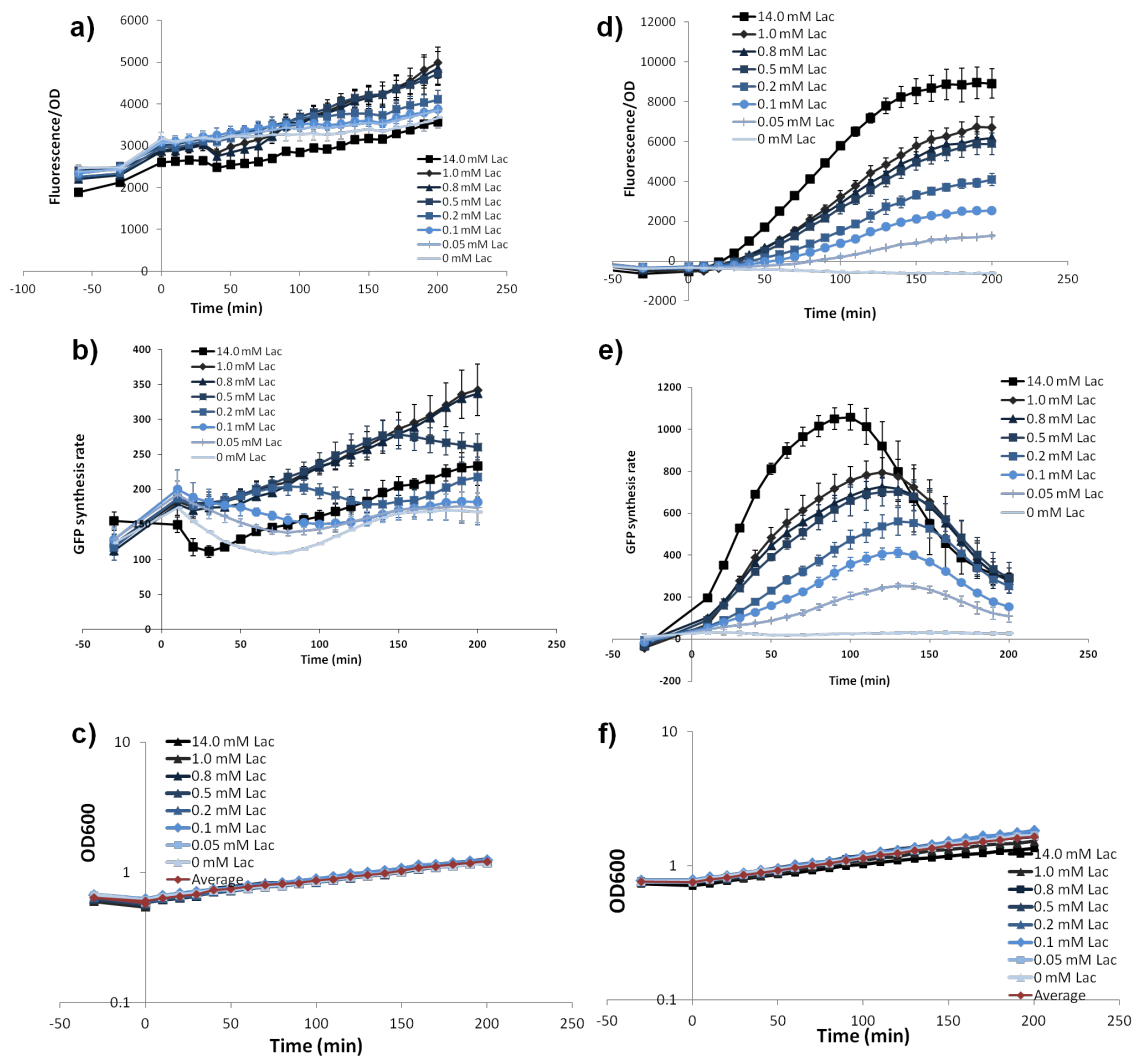 a)
6000
5000
4000
3000
2000
1000
0
Fluorescence/OD
14.0 mM Lac
1.0 mM Lac
0.8 mM Lac
0.5 mM Lac
0.2 mM Lac
0.1 mM Lac
0.05 mM Lac
0 mM Lac
-100 -50 0 50 100 150 200 250
Time (min)
d)
12000
10000
8000
6000
4000
2000
0
-2000
Fluorescence/OD
14.0 mM Lac
1.0 mM Lac
0.8 mM Lac
0.5 mM Lac
0.2 mM Lac
0.1 mM Lac
0.05 mM Lac
0 mM Lac
-50 0 50 100 150 200 250
Time (min)
b)
400
350
300
250
200
150
100
50
0
GFP synthesis rate
14.0 mM Lac
1.0 mM Lac
0.8 mM Lac
0.5 mM Lac
0.2 mM Lac
0.1 mM Lac
0.05 mM Lac
0 mM Lac
-50 0 50 100 150 200 250
Time (min)
e)
1200
1000
800
600
400
200
0
-200
GFP synthesis rate
14.0 mM Lac
1.0 mM Lac
0.8 mM Lac
0.5 mM Lac
0.2 mM Lac
0.1 mM Lac
0.05 mM Lac
0 mM Lac
-50 0 50 100 150 200 250
Time (min)
c)
10
1
0.1
OD600
14.0 mM Lac
1.0 mM Lac
0.8 mM Lac
0.5 mM Lac
0.2 mM Lac
0.1 mM Lac
0.05 mM Lac
0 mM Lac
Average
-50 0 50 100 150 200 250
Time (min)
f)
10
1
0.1
OD600
14.0 mM Lac
1.0 mM Lac
0.8 mM Lac
0.5 mM Lac
0.2 mM Lac
0.1 mM Lac
0.05 mM Lac
0 mM Lac
Average
-50 0 50 100 150 200 250
Time (min)